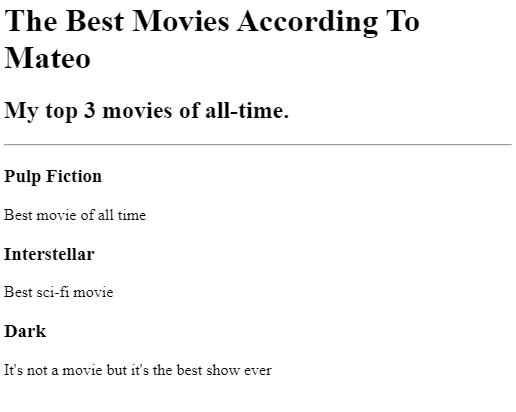 The Best Movies According To
Mateo
My top 3 movies of all-time.
Pulp Fiction
Best movie of all time
Interstellar
Best sci-fi movie
Dark
It's not a movie but it's the best show ever